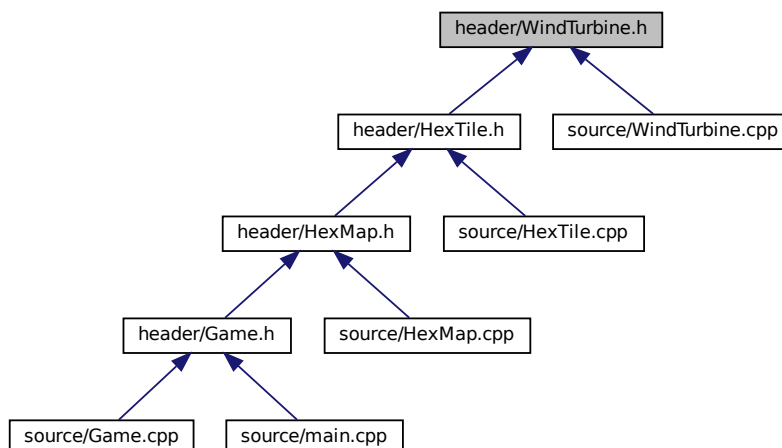 header/WindTurbine.h
header/HexTile.h
source/WindTurbine.cpp
header/HexMap.h
source/HexTile.cpp
header/Game.h
source/HexMap.cpp
source/Game.cpp
source/main.cpp